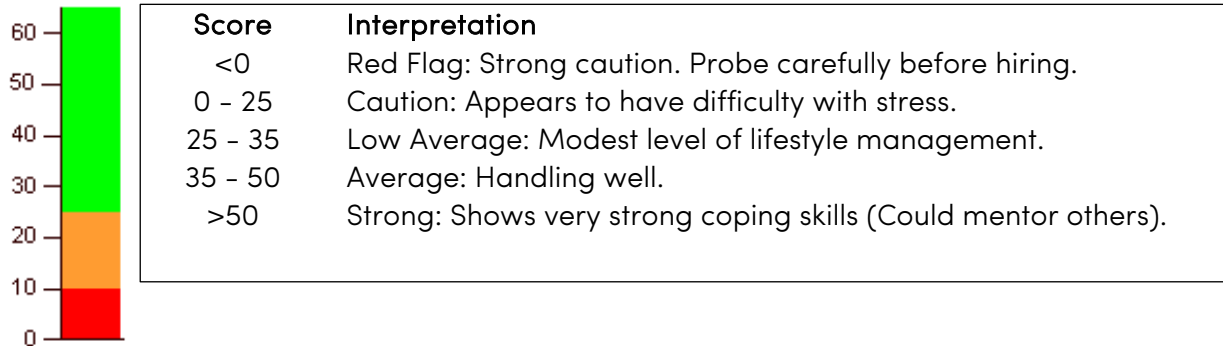 60
50
40
30
20
10
0
Score Interpretation
<0 Red Flag: Strong caution. Probe carefully before hiring.
0 - 25 Caution: Appears to have difficulty with stress.
25 - 35 Low Average: Modest level of lifestyle management.
35 - 50 Average: Handling well.
>50 Strong: Shows very strong coping skills (Could mentor others).